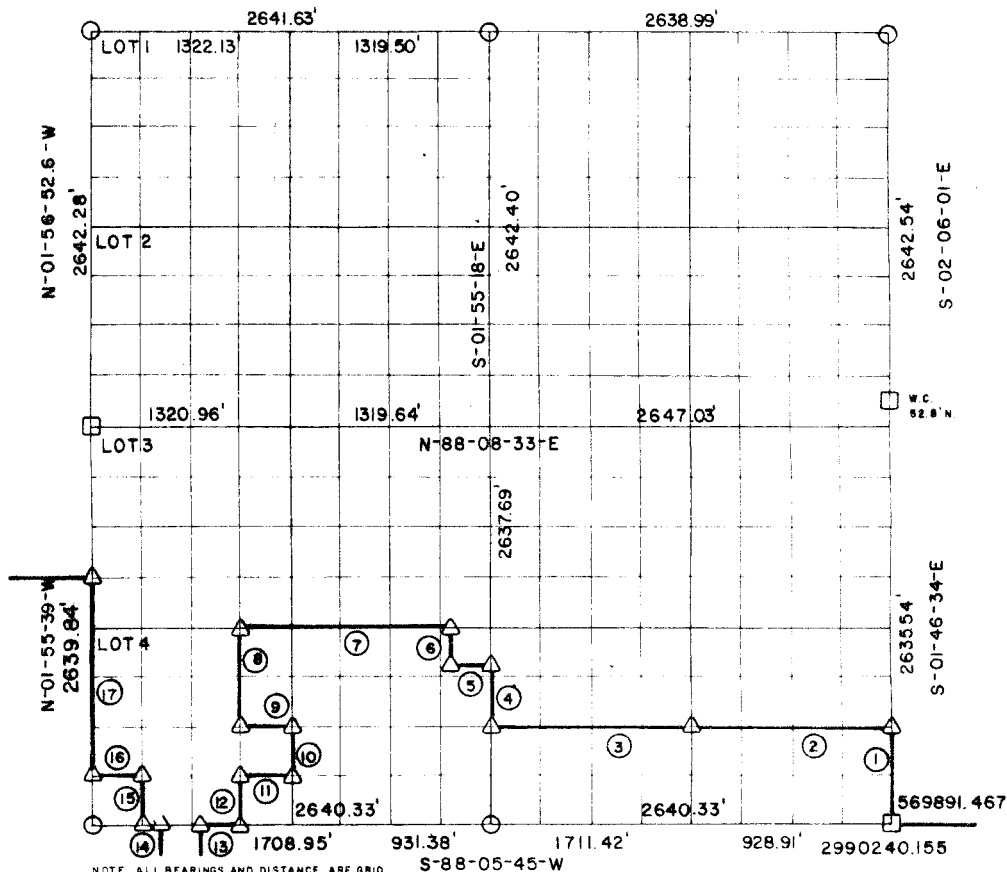 2641.63' 2638.99'
LOT 1 1322.13' 1319.50'
N-01-56-52.6-W
2642.28'
LOT 2
S-01-55-18-E
2642.40'
2642.54'
S-02-06-01-E
W.C.
52.8' N.
1320.96' 1319.64' 2647.03'
LOT 3 N-88-08-33-E
2637.69'
N-01-55-39-W
2639.84'
LOT 4
2635.54'
S-01-46-34-E
8 7 6
17 9 5 4
10 3 2 1
16 11
15 12 2640.33' 2640.33' 569891.467
14 13 1708.95' 931.38' 1711.42' 928.91' 2990240.155
S-88-05-45-W
NOTE ALL BEARINGS AND DISTANCE ARE GRID